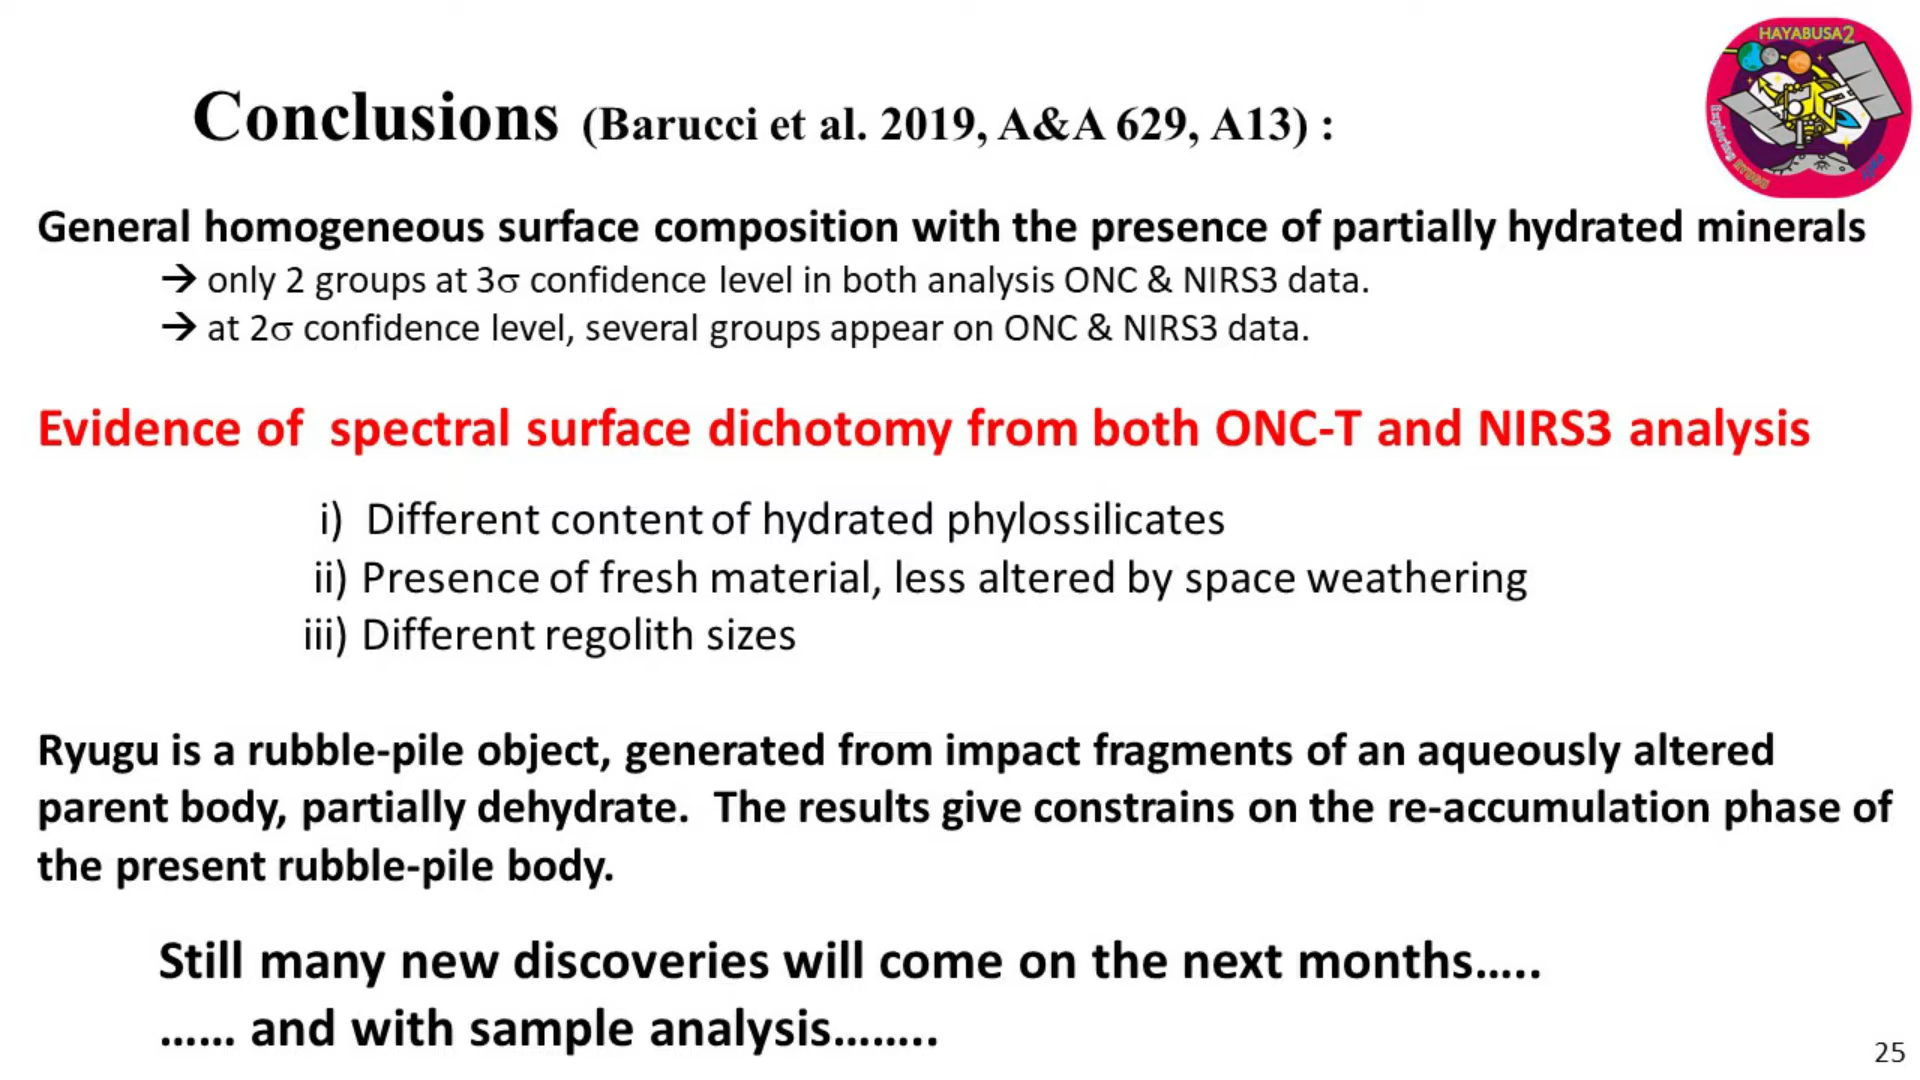 HAYABUSA2
Conclusions (Barucci et al. 2019, A&A 629, A13) :
Exploring RYUGU
General homogeneous surface composition with the presence of partially hydrated minerals
→ only 2 groups at 3σ confidence level in both analysis ONC & NIRS3 data.
→ at 2σ confidence level, several groups appear on ONC & NIRS3 data.
Evidence of spectral surface dichotomy from both ONC-T and NIRS3 analysis
i) Different content of hydrated phylossilicates
ii) Presence of fresh material, less altered by space weathering
iii) Different regolith sizes
Ryugu is a rubble-pile object, generated from impact fragments of an aqueously altered
parent body, partially dehydrate. The results give constrains on the re-accumulation phase of
the present rubble-pile body.
Still many new discoveries will come on the next months.....
...... and with sample analysis........
25